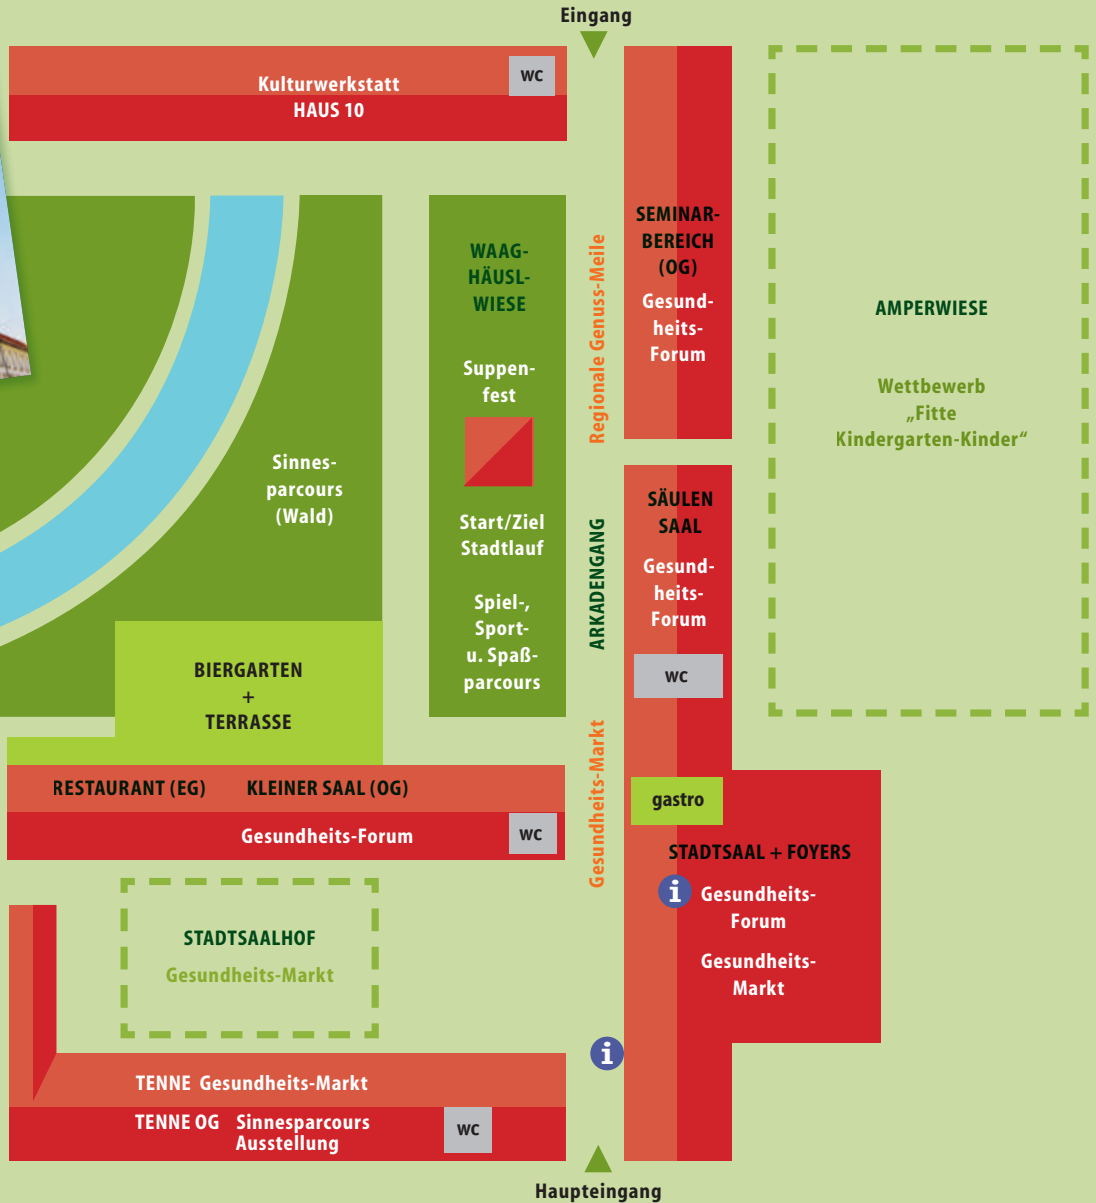 Eingang
Kulturwerkstatt
HAUS 10
WC
SEMINAR-
BEREICH
(OG)
Gesund-
heits-
Forum
WAAG-
HÄUSL-
WIESE
Suppen-
fest
Start/Ziel
Stadtlauf
Spiel-,
Sport-
u. Spaß-
parcours
Regionale Genuss-Meile
ARKADENGANG
Gesundheits-Markt
AMPERWIESE
Wettbewerb
„Fitte
Kindergarten-Kinder“
Sinnes-
parcours
(Wald)
SÄULEN
SAAL
Gesund-
heits-
Forum
WC
BIERGARTEN
+
TERRASSE
RESTAURANT (EG) KLEINER SAAL (OG)
Gesundheits-Forum
WC
gastro
STADTSAAL + FOYERS
i
Gesundheits-
Forum
Gesundheits-
Markt
STADTSAALHOF
Gesundheits-Markt
i
TENNE Gesundheits-Markt
TENNE OG Sinnesparcours
Ausstellung
WC
Haupteingang